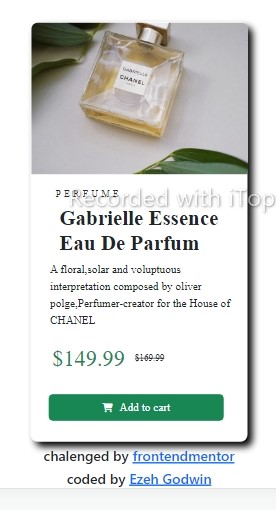 GABRIELLE
CHANEL
PERFUME
Recorded with iTop
Gabrielle Essence
Eau De Parfum
A floral,solar and voluptuous
interpretation composed by oliver
polge,Perfumer-creator for the House of
CHANEL
$149.99 $169.99
Add to cart
chalenged by frontendmentor
coded by Ezeh Godwin